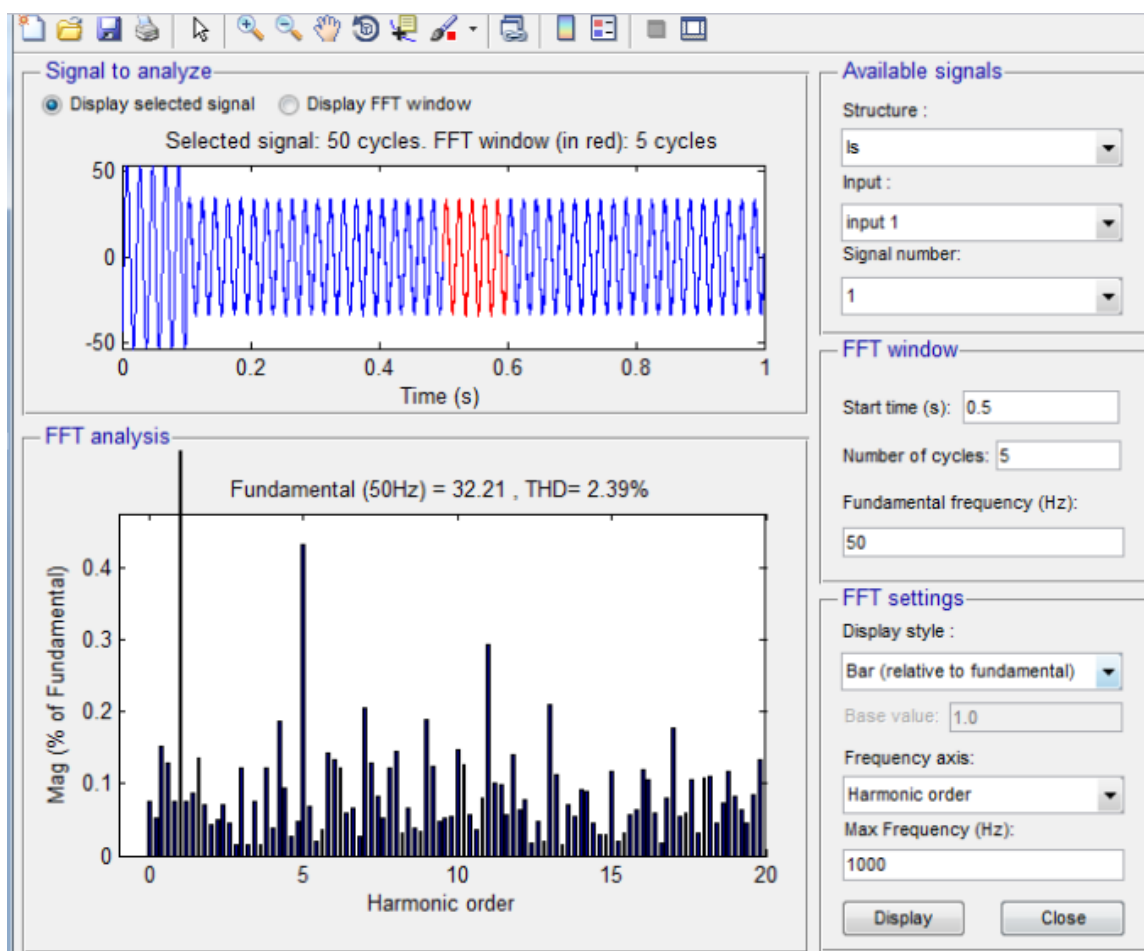 Signal to analyze
Display selected signal
Display FFT window
Selected signal: 50 cycles. FFT window (in red): 5 cycles
50
0
-50
0 0.2 0.4 0.6 0.8 1
Time (s)
FFT analysis
Fundamental (50Hz) = 32.21 , THD= 2.39%
Mag (% of Fundamental)
0.4
0.3
0.2
0.1
0
0 5 10 15 20
Harmonic order
Available signals
Structure :
Is
Input :
input 1
Signal number:
1
FFT window
Start time (s): 0.5
Number of cycles: 5
Fundamental frequency (Hz):
50
FFT settings
Display style :
Bar (relative to fundamental)
Base value: 1.0
Frequency axis:
Harmonic order
Max Frequency (Hz):
1000
Display
Close